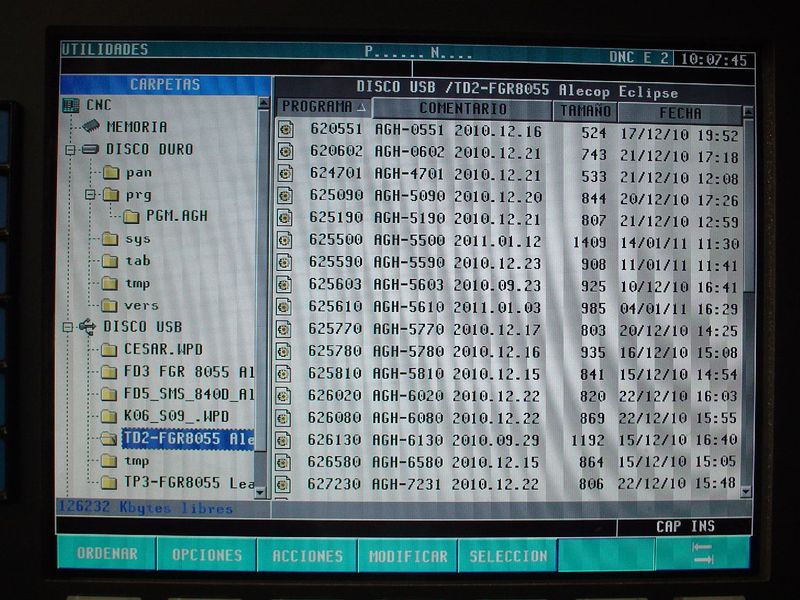 UTILIDADES P...... N.... DNC E 2 10:07:45
CARPETAS
DISCO USB /TD2-FGR8055 Alecop Eclipse
CNC
MEMORIA
DISCO DURO
pan
prg
PGM.AGH
sys
tab
tmp
vers
DISCO USB
CESAR.WPD
FD3 FGR 8055 Al
FD5_SMS_840D_Al
K06_S09_.WPD
TD2-FGR8055 Ale
tmp
TP3-FGR8055 Lea
126232 Kbytes libres
PROGRAMA COMENTARIO TAMAÑO FECHA
620551 AGH-0551 2010.12.16 524 17/12/10 19:52
620602 AGH-0602 2010.12.21 743 21/12/10 17:18
624701 AGH-4701 2010.12.21 533 21/12/10 12:08
625090 AGH-5090 2010.12.20 844 20/12/10 17:26
625190 AGH-5190 2010.12.21 807 21/12/10 12:59
625500 AGH-5500 2011.01.12 1409 14/01/11 11:30
625590 AGH-5590 2010.12.23 908 11/01/11 11:41
625603 AGH-5603 2010.09.23 925 10/12/10 16:41
625610 AGH-5610 2011.01.03 985 04/01/11 16:29
625770 AGH-5770 2010.12.17 803 20/12/10 14:25
625780 AGH-5780 2010.12.16 935 16/12/10 15:08
625810 AGH-5810 2010.12.15 841 15/12/10 14:54
626020 AGH-6020 2010.12.22 820 22/12/10 16:03
626080 AGH-6080 2010.12.22 869 22/12/10 15:55
626130 AGH-6130 2010.09.29 1192 15/12/10 16:40
626580 AGH-6580 2010.12.15 864 15/12/10 15:05
627230 AGH-7231 2010.12.22 806 22/12/10 15:48
CAP INS
ORDENAR OPCIONES ACCIONES MODIFICAR SELECCION